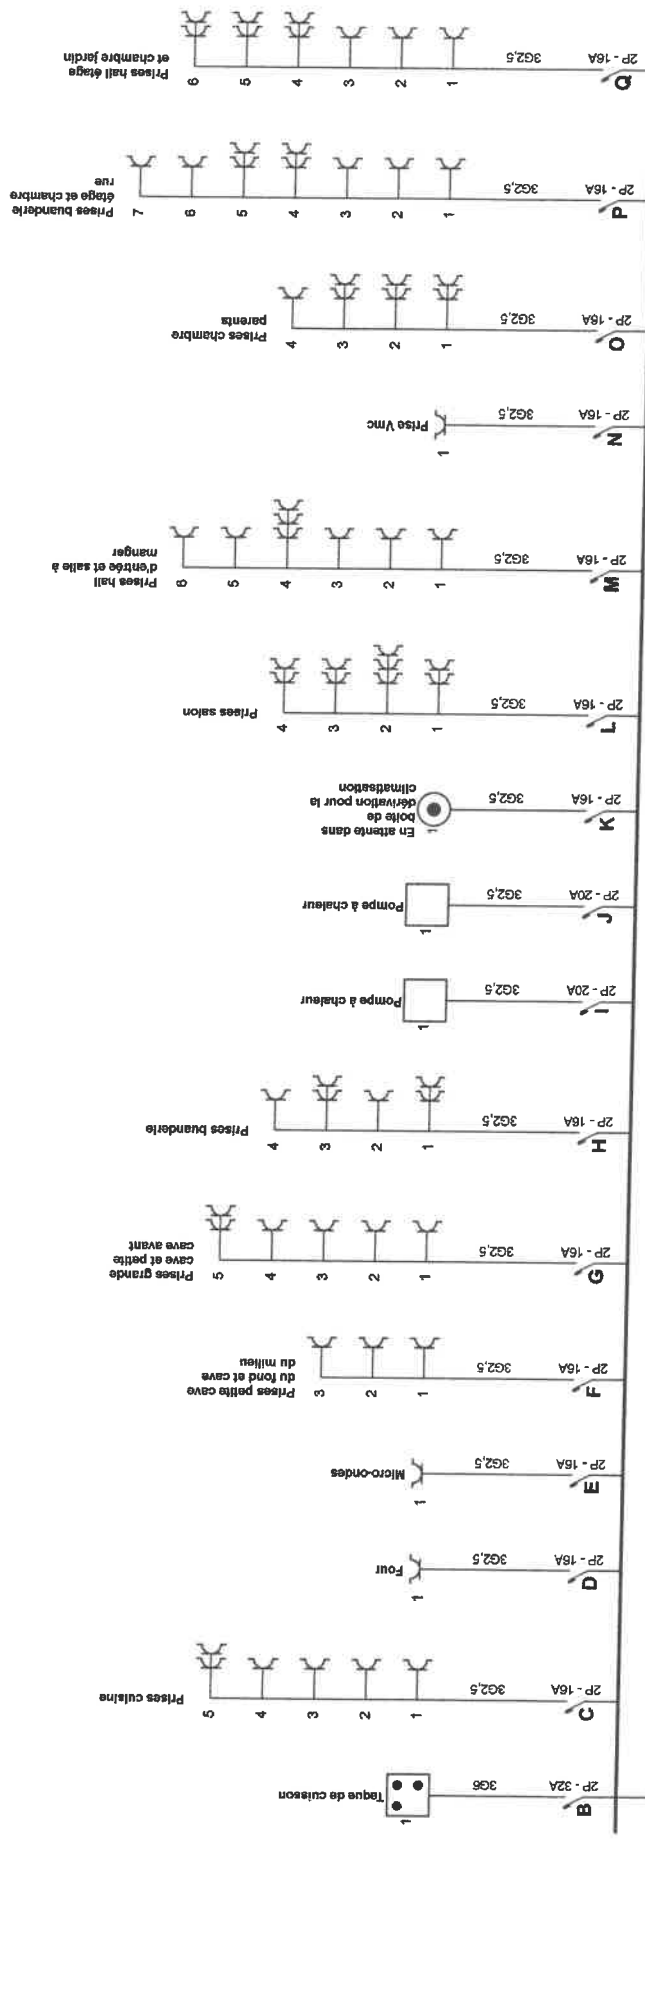 B
2P - 32A
3G6
1
Taque de cuisson
C
2P - 16A
3G2,5
1 2 3 4 5
Prises cuisine
D
2P - 16A
3G2,5
1
Four
E
2P - 16A
3G2,5
1
Micro-ondes
F
2P - 16A
3G2,5
1 2 3
Prises petite cave
du fond et cave
du milieu
G
2P - 16A
3G2,5
1 2 3 4 5
Prises grande
cave et petite
cave avant
H
2P - 16A
3G2,5
1 2 3 4
Prises buanderie
I
2P - 20A
3G2,5
1
Pompe à chaleur
J
2P - 20A
3G2,5
1
Pompe à chaleur
K
2P - 16A
3G2,5
1
En attente dans
boite de
dérivation pour la
climatisation
L
2P - 16A
3G2,5
1 2 3 4
Prises salon
M
2P - 16A
3G2,5
1 2 3 4 5 6
Prises hall
d'entrée et salle à
manger
N
2P - 16A
3G2,5
1
Prise Vmc
O
2P - 16A
3G2,5
1 2 3 4
Prises chambre
parents
P
2P - 16A
3G2,5
1 2 3 4 5 6 7
Prises buanderie
étage et chambre
rue
Q
2P - 16A
3G2,5
1 2 3 4 5 6
Prises hall étage
et chambre jardin